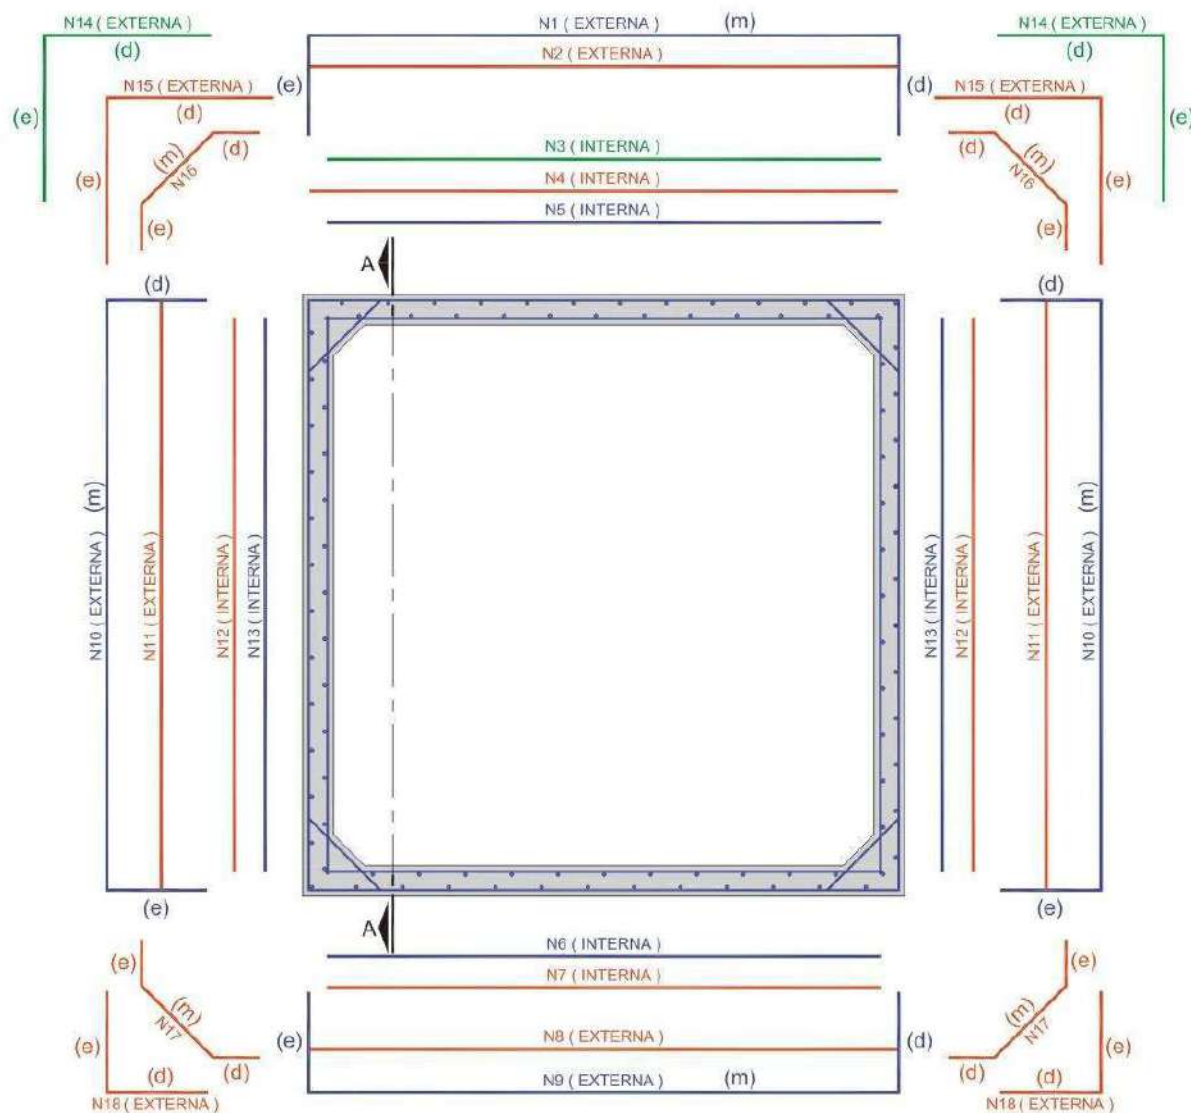 N14 ( EXTERNA )
N1 ( EXTERNA )
(m)
N14 ( EXTERNA )
(d)
N2 ( EXTERNA )
(d)
N15 ( EXTERNA )
(e)
(d)
N15 ( EXTERNA )
(e)
(d)
(d)
(e)
(m)
N16
(d)
N3 ( INTERNA )
(d)
(m)
N16
(e)
N4 ( INTERNA )
(e)
(e)
N5 ( INTERNA )
(e)
A
(d)
(d)
N10 ( EXTERNA )
(m)
N11 ( EXTERNA )
N12 ( INTERNA )
N13 ( INTERNA )
N13 ( INTERNA )
N12 ( INTERNA )
N11 ( EXTERNA )
N10 ( EXTERNA )
(m)
(e)
(e)
A
N6 ( INTERNA )
(e)
(e)
N7 ( INTERNA )
(m)
N17
(m)
N17
(e)
(e)
N8 ( EXTERNA )
(d)
(e)
(d)
(d)
(d)
(d)
N18 ( EXTERNA )
N9 ( EXTERNA )
(m)
N18 ( EXTERNA )